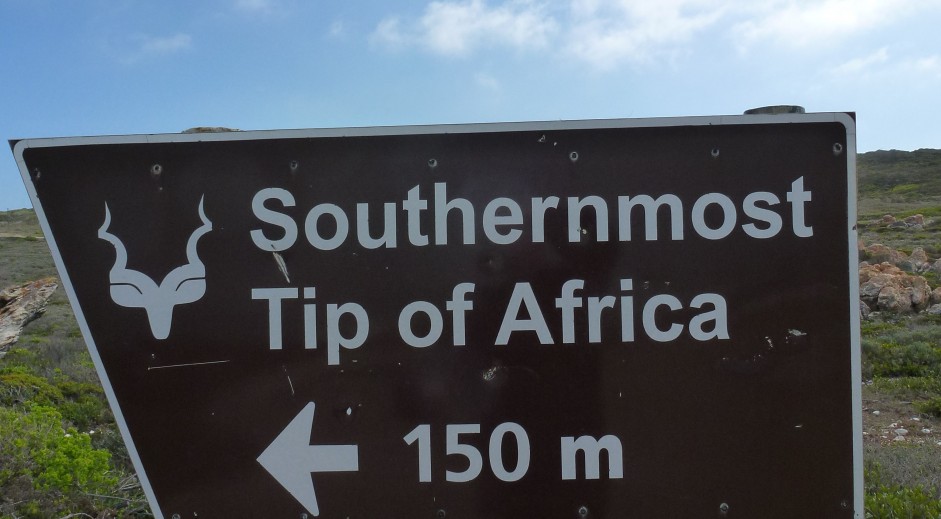 Southernmost
Tip of Africa
150 m